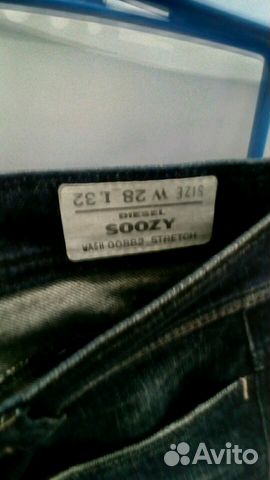 SIZE W 28 L 32
DIESEL
SOOZY
WASH 008B2 STRETCH
Avito